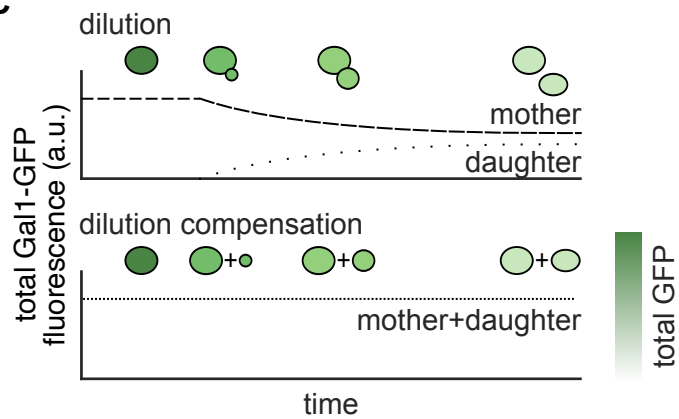 dilution
mother
daughter
dilution compensation
+
+
+
mother+daughter
time
total Gal1-GFP
fluorescence (a.u.)
total GFP